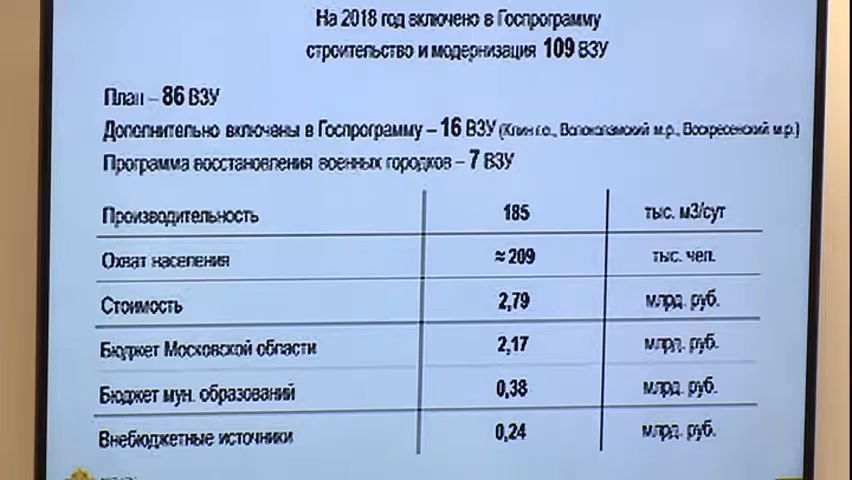 На 2018 год включено в Госпрограмму
строительство и модернизация 109 ВЗУ
План – 86 ВЗУ
Дополнительно включены в Госпрограмму – 16 ВЗУ (Клин г.о., Волоколамский м.р., Воскресенский м.р.)
Программа восстановления военных городков – 7 ВЗУ
Производительность 185 тыс. м3/сут
Охват населения ≈ 209 тыс. чел.
Стоимость 2,79 млрд. руб.
Бюджет Московской области 2,17 млрд. руб.
Бюджет мун. образований 0,38 млрд. руб.
Внебюджетные источники 0,24 млрд. руб.